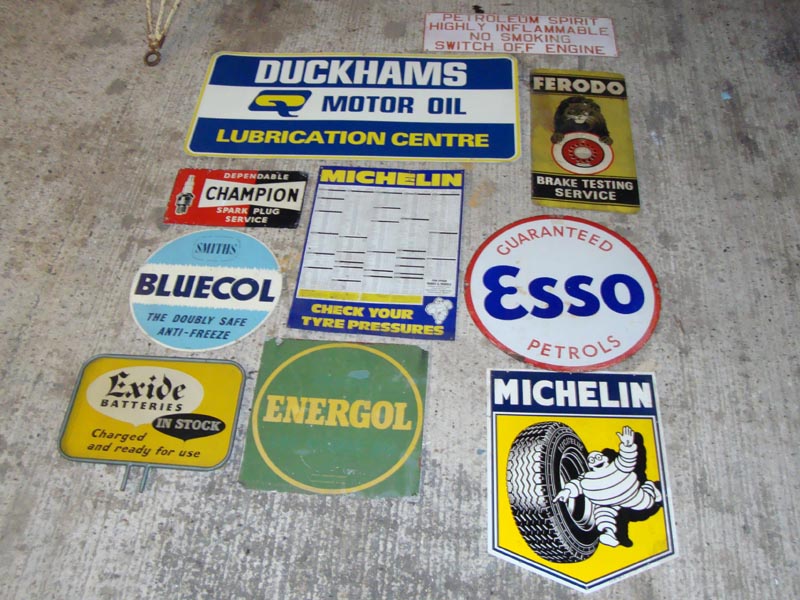 PETROLEUM SPIRIT
HIGHLY INFLAMMABLE
NO SMOKING
SWITCH OFF ENGINE
DUCKHAMS
MOTOR OIL
LUBRICATION CENTRE
FERODO
BRAKE TESTING
SERVICE
DEPENDABLE
CHAMPION
SPARK PLUG
SERVICE
MICHELIN
CHECK YOUR
TYRE PRESSURES
SMITHS
BLUECOL
THE DOUBLY SAFE
ANTI-FREEZE
GUARANTEED
Esso
PETROLS
Exide
BATTERIES
IN STOCK
Charged
and ready for use
ENERGOL
MICHELIN